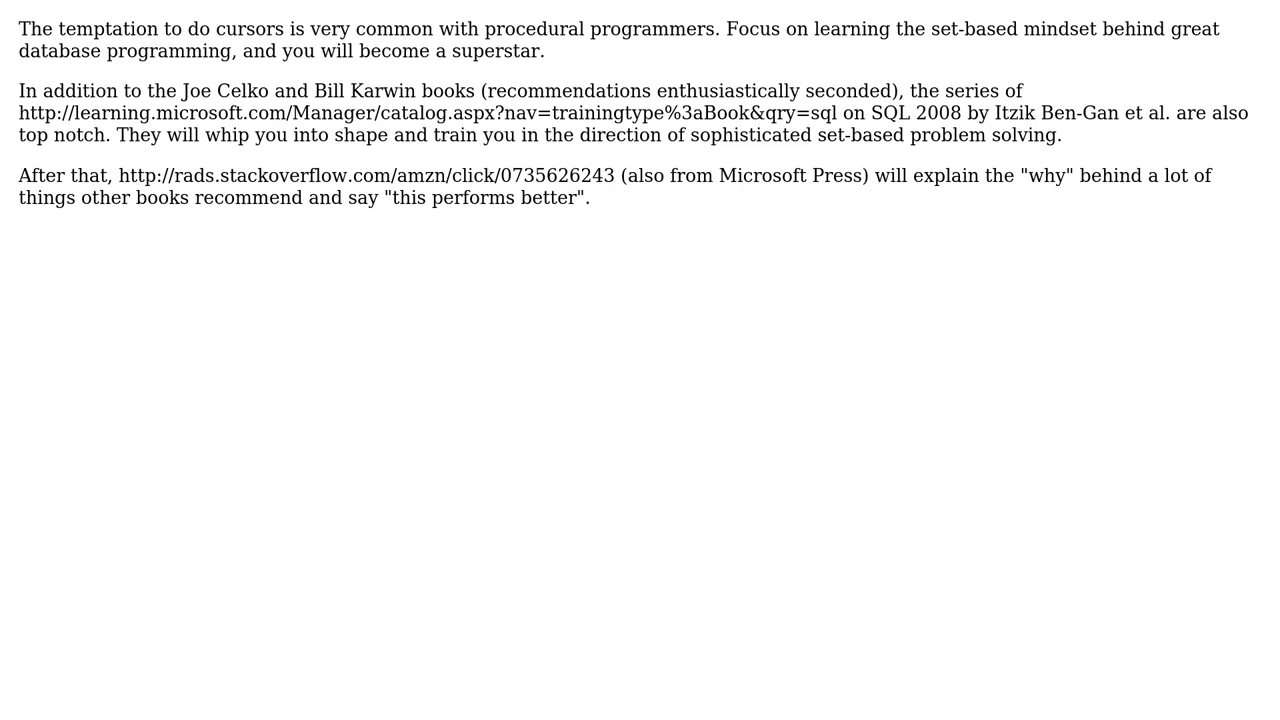 The temptation to do cursors is very common with procedural programmers. Focus on learning the set-based mindset behind great
database programming, and you will become a superstar.
In addition to the Joe Celko and Bill Karwin books (recommendations enthusiastically seconded), the series of
http://learning.microsoft.com/Manager/catalog.aspx?nav=trainingtype%3aBook&qry=sql on SQL 2008 by Itzik Ben-Gan et al. are also
top notch. They will whip you into shape and train you in the direction of sophisticated set-based problem solving.
After that, http://rads.stackoverflow.com/amzn/click/0735626243 (also from Microsoft Press) will explain the "why" behind a lot of
things other books recommend and say "this performs better".